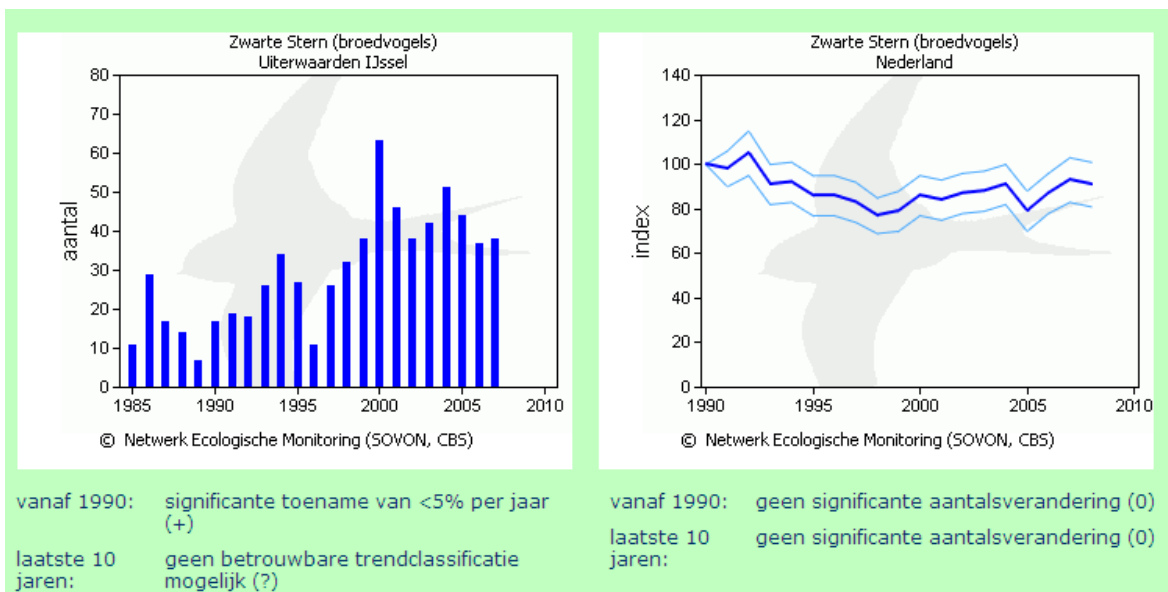 Zwarte Stern (broedvogels)
Uiterwaarden IJssel
80
70
60
50
40
30
20
10
0
aantal
1985 1990 1995 2000 2005 2010
© Netwerk Ecologische Monitoring (SOVON, CBS)
vanaf 1990: significante toename van <5% per jaar
(+)
laatste 10 geen betrouwbare trendclassificatie
jaren: mogelijk (?)
Zwarte Stern (broedvogels)
Nederland
140
120
100
80
60
40
20
0
index
1990 1995 2000 2005 2010
© Netwerk Ecologische Monitoring (SOVON, CBS)
vanaf 1990: geen significante aantalsverandering (0)
laatste 10 geen significante aantalsverandering (0)
jaren: